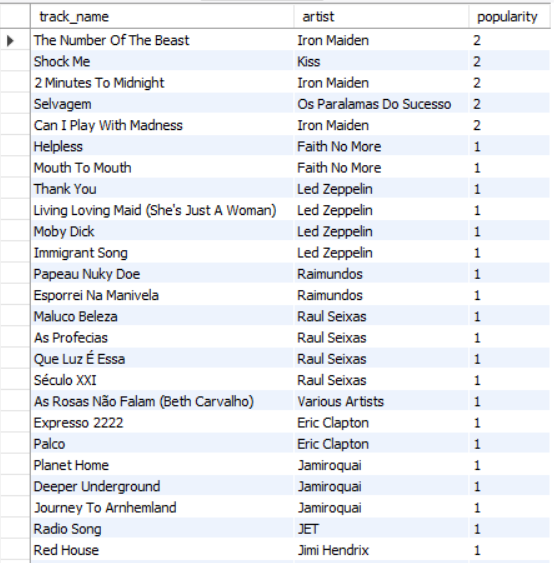 track_name artist popularity
The Number Of The Beast Iron Maiden 2
Shock Me Kiss 2
2 Minutes To Midnight Iron Maiden 2
Selvagem Os Paralamas Do Sucesso 2
Can I Play With Madness Iron Maiden 2
Helpless Faith No More 1
Mouth To Mouth Faith No More 1
Thank You Led Zeppelin 1
Living Loving Maid (She's Just A Woman) Led Zeppelin 1
Moby Dick Led Zeppelin 1
Immigrant Song Led Zeppelin 1
Papeau Nuky Doe Raimundos 1
Esporrei Na Manivela Raimundos 1
Maluco Beleza Raul Seixas 1
As Profecias Raul Seixas 1
Que Luz É Essa Raul Seixas 1
Século XXI Raul Seixas 1
As Rosas Não Falam (Beth Carvalho) Various Artists 1
Expresso 2222 Eric Clapton 1
Palco Eric Clapton 1
Planet Home Jamiroquai 1
Deeper Underground Jamiroquai 1
Journey To Arnhemland Jamiroquai 1
Radio Song JET 1
Red House Jimi Hendrix 1